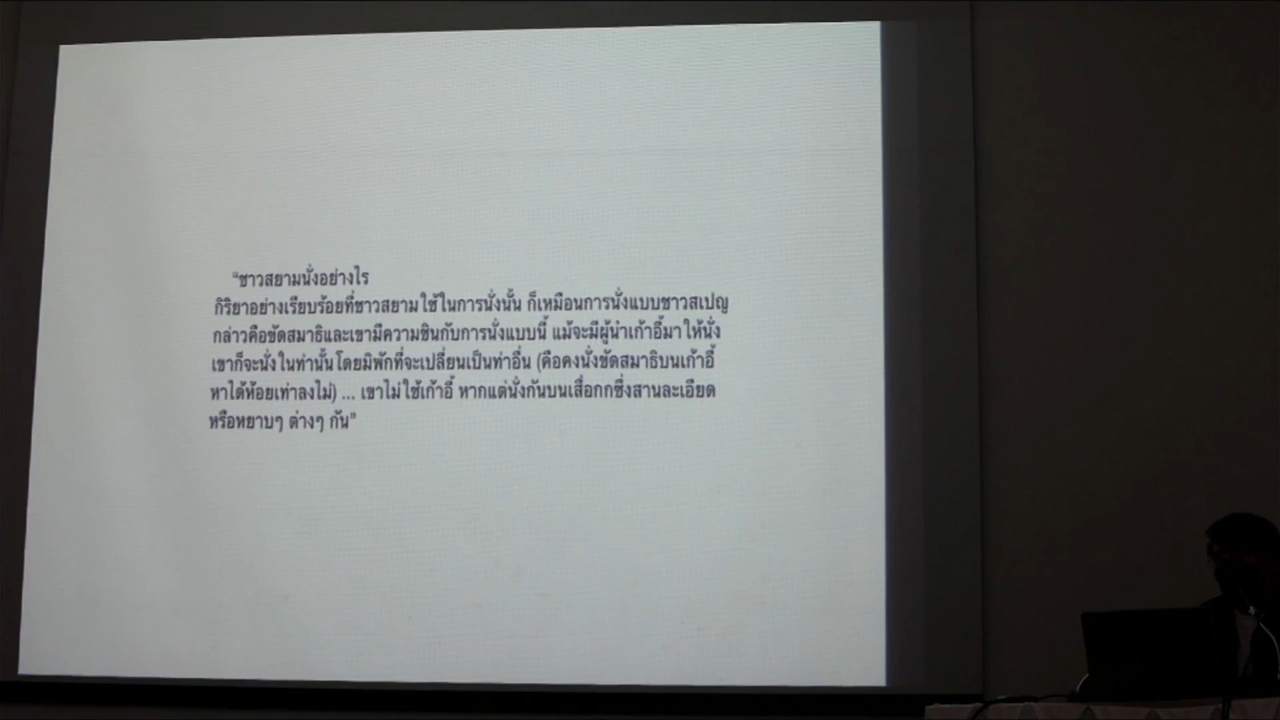 “ชาวสยามนั่งอย่างไร
กิริยาอย่างเรียบร้อยที่ชาวสยามใช้ในการนั่งนั้น ก็เหมือนการนั่งแบบชาวสเปญ
กล่าวคือขัดสมาธิและเขามีความชินกับการนั่งแบบนี้ แม้จะมีผู้นำเก้าอี้มาให้นั่ง
เขาก็จะนั่งในท่านั้นโดยมิพักที่จะเปลี่ยนเป็นท่าอื่น (คือคงนั่งขัดสมาธิบนเก้าอี้
หาได้ห้อยเท่าลงไม่) ... เขาไม่ใช้เก้าอี้ หากแต่นั่งกันบนเสื่อกกซึ่งสานละเอียด
หรือหยาบๆ ต่างๆ กัน”